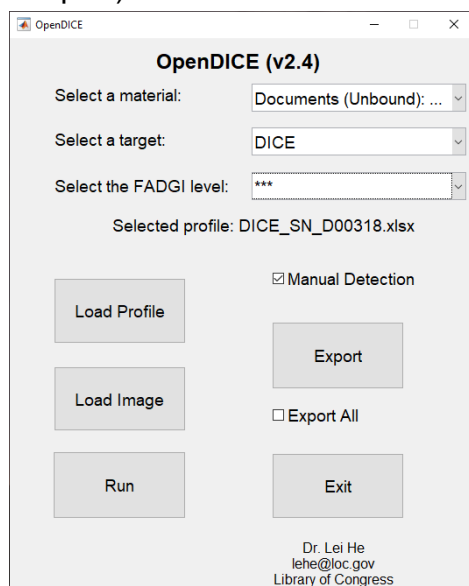 OpenDICE
OpenDICE (v2.4)
Select a material: Documents (Unbound): ...
Select a target: DICE
Select the FADGI level: ***
Selected profile: DICE_SN_D00318.xlsx
Manual Detection
Load Profile
Export
Load Image
Export All
Run
Exit
Dr. Lei He
lehe@loc.gov
Library of Congress